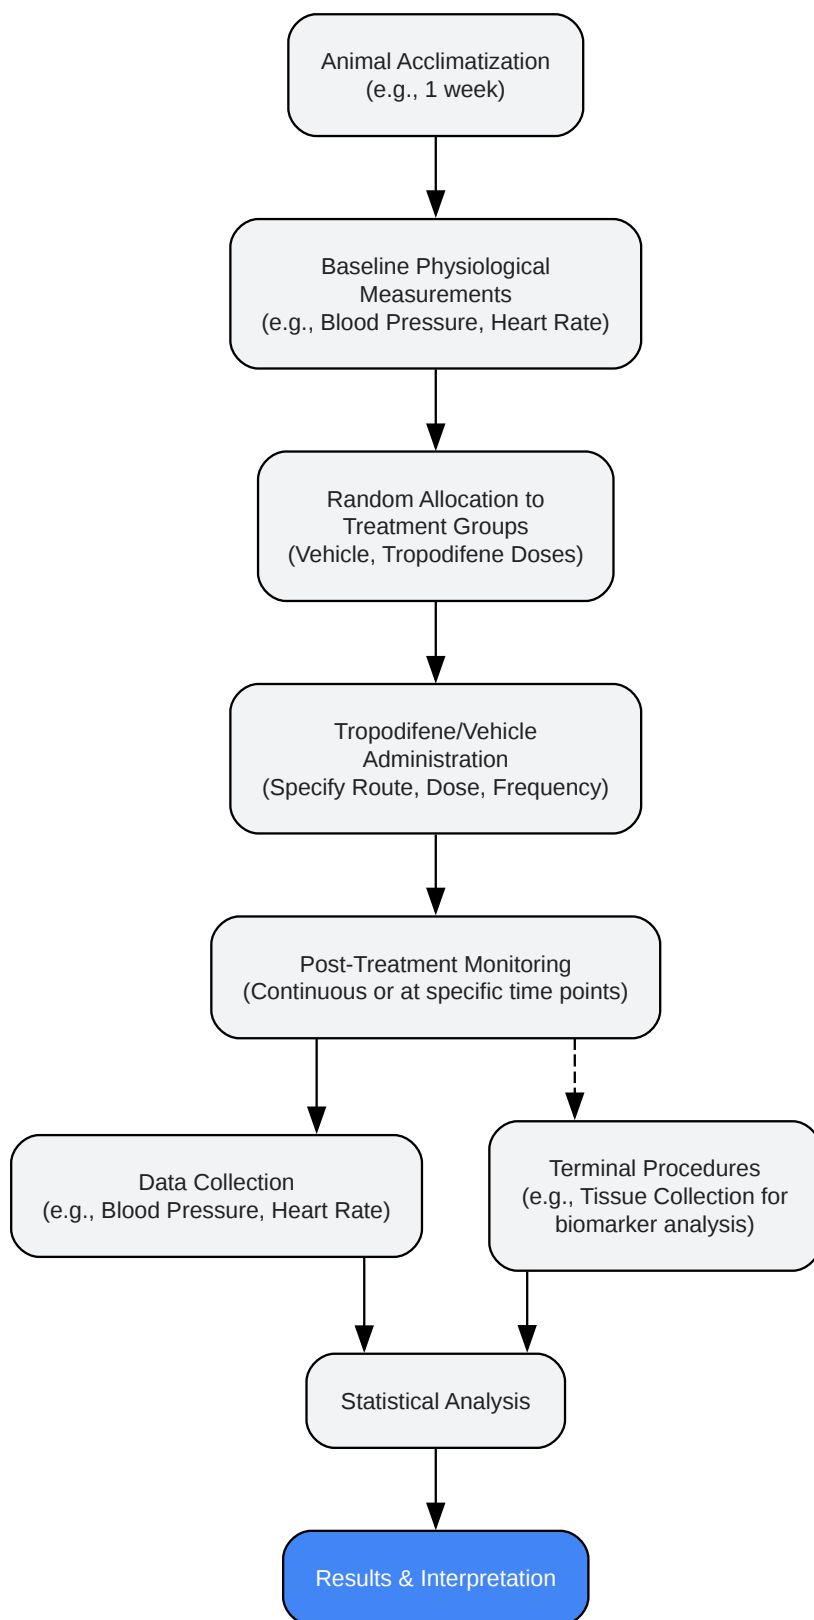 Animal Acclimatization
(e.g., 1 week)
Baseline Physiological
Measurements
(e.g., Blood Pressure, Heart Rate)
Random Allocation to
Treatment Groups
(Vehicle, Tropodifene Doses)
Tropodifene/Vehicle
Administration
(Specify Route, Dose, Frequency)
Post-Treatment Monitoring
(Continuous or at specific time points)
Data Collection
(e.g., Blood Pressure, Heart Rate)
Terminal Procedures
(e.g., Tissue Collection for
biomarker analysis)
Statistical Analysis
Results & Interpretation